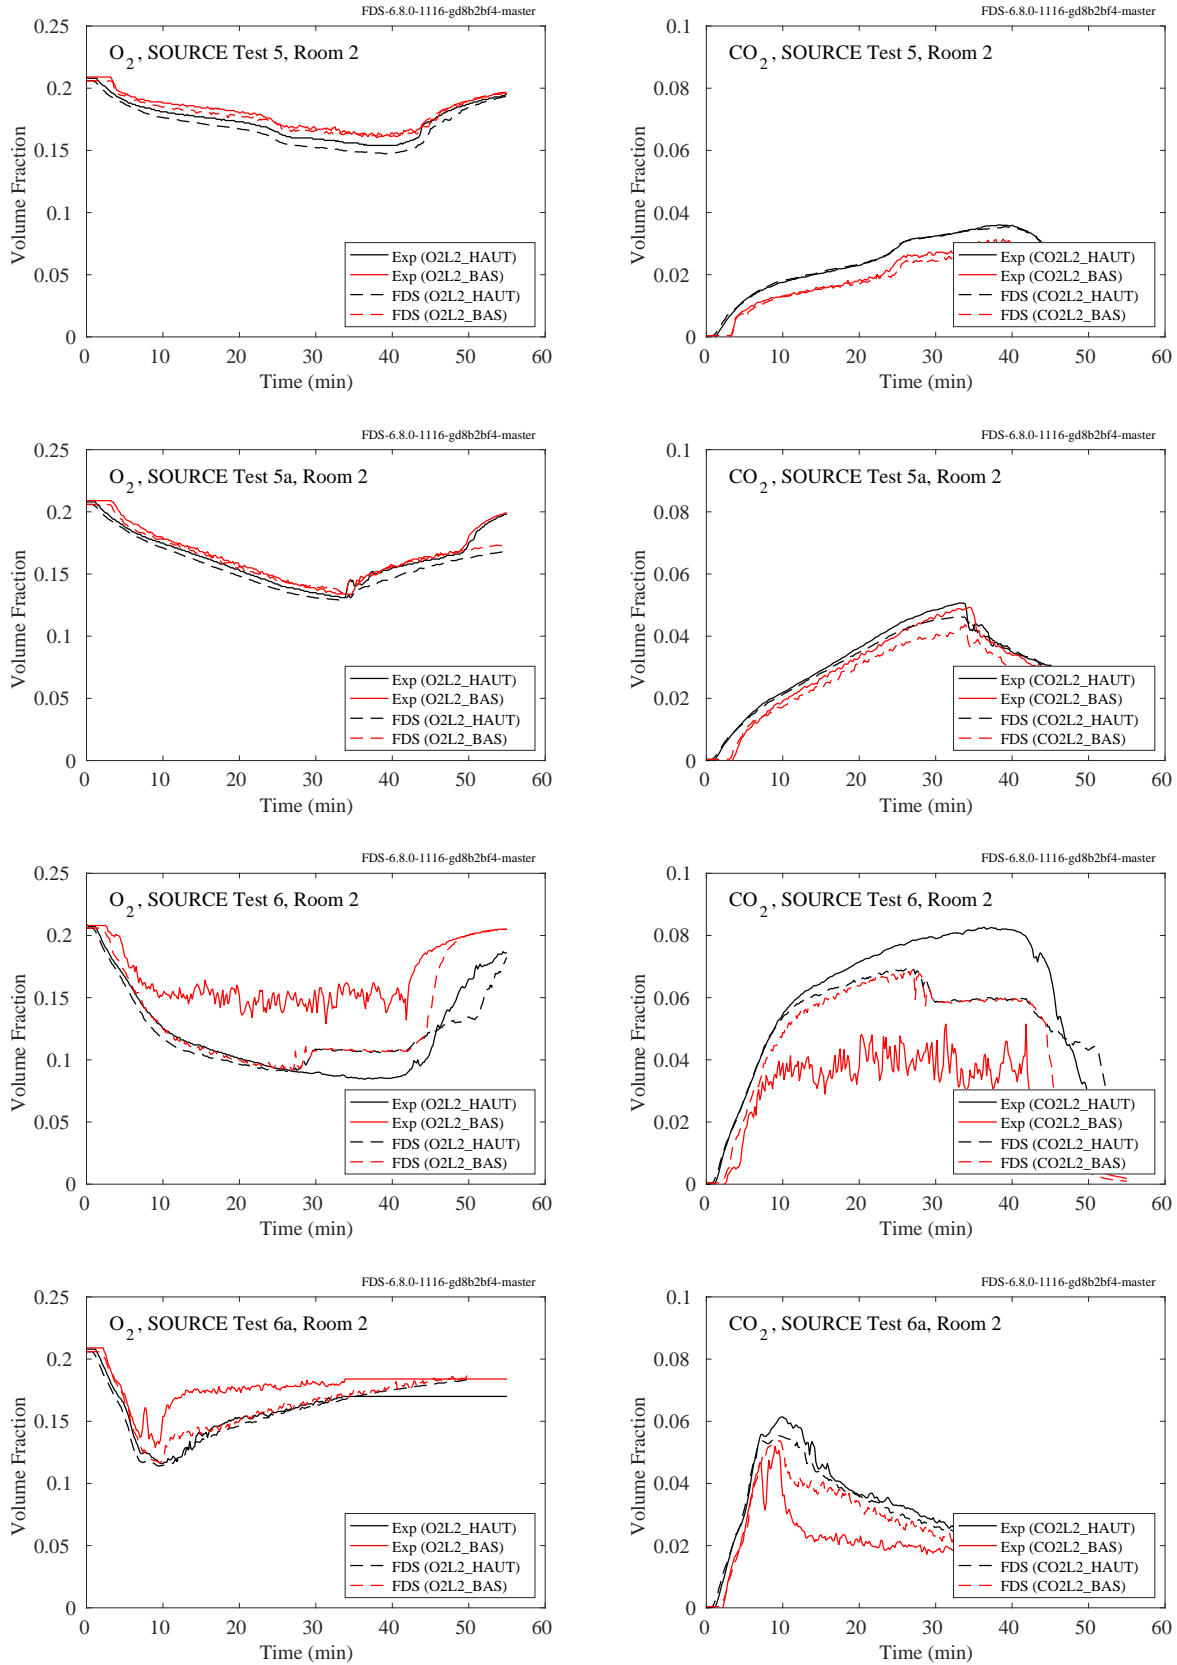 FDS-6.8.0-1116-gd8b2bf4-master
O2, SOURCE Test 5, Room 2
Volume Fraction
0.25
0.2
0.15
0.1
0.05
0
Exp (O2L2_HAUT)
Exp (O2L2_BAS)
FDS (O2L2_HAUT)
FDS (O2L2_BAS)
0 10 20 30 40 50 60
Time (min)
FDS-6.8.0-1116-gd8b2bf4-master
CO2, SOURCE Test 5, Room 2
Volume Fraction
0.1
0.08
0.06
0.04
0.02
0
Exp (CO2L2_HAUT)
Exp (CO2L2_BAS)
FDS (CO2L2_HAUT)
FDS (CO2L2_BAS)
0 10 20 30 40 50 60
Time (min)
FDS-6.8.0-1116-gd8b2bf4-master
O2, SOURCE Test 5a, Room 2
Volume Fraction
0.25
0.2
0.15
0.1
0.05
0
Exp (O2L2_HAUT)
Exp (O2L2_BAS)
FDS (O2L2_HAUT)
FDS (O2L2_BAS)
0 10 20 30 40 50 60
Time (min)
FDS-6.8.0-1116-gd8b2bf4-master
CO2, SOURCE Test 5a, Room 2
Volume Fraction
0.1
0.08
0.06
0.04
0.02
0
Exp (CO2L2_HAUT)
Exp (CO2L2_BAS)
FDS (CO2L2_HAUT)
FDS (CO2L2_BAS)
0 10 20 30 40 50 60
Time (min)
FDS-6.8.0-1116-gd8b2bf4-master
O2, SOURCE Test 6, Room 2
Volume Fraction
0.25
0.2
0.15
0.1
0.05
0
Exp (O2L2_HAUT)
Exp (O2L2_BAS)
FDS (O2L2_HAUT)
FDS (O2L2_BAS)
0 10 20 30 40 50 60
Time (min)
FDS-6.8.0-1116-gd8b2bf4-master
CO2, SOURCE Test 6, Room 2
Volume Fraction
0.1
0.08
0.06
0.04
0.02
0
Exp (CO2L2_HAUT)
Exp (CO2L2_BAS)
FDS (CO2L2_HAUT)
FDS (CO2L2_BAS)
0 10 20 30 40 50 60
Time (min)
FDS-6.8.0-1116-gd8b2bf4-master
O2, SOURCE Test 6a, Room 2
Volume Fraction
0.25
0.2
0.15
0.1
0.05
0
Exp (O2L2_HAUT)
Exp (O2L2_BAS)
FDS (O2L2_HAUT)
FDS (O2L2_BAS)
0 10 20 30 40 50 60
Time (min)
FDS-6.8.0-1116-gd8b2bf4-master
CO2, SOURCE Test 6a, Room 2
Volume Fraction
0.1
0.08
0.06
0.04
0.02
0
Exp (CO2L2_HAUT)
Exp (CO2L2_BAS)
FDS (CO2L2_HAUT)
FDS (CO2L2_BAS)
0 10 20 30 40 50 60
Time (min)